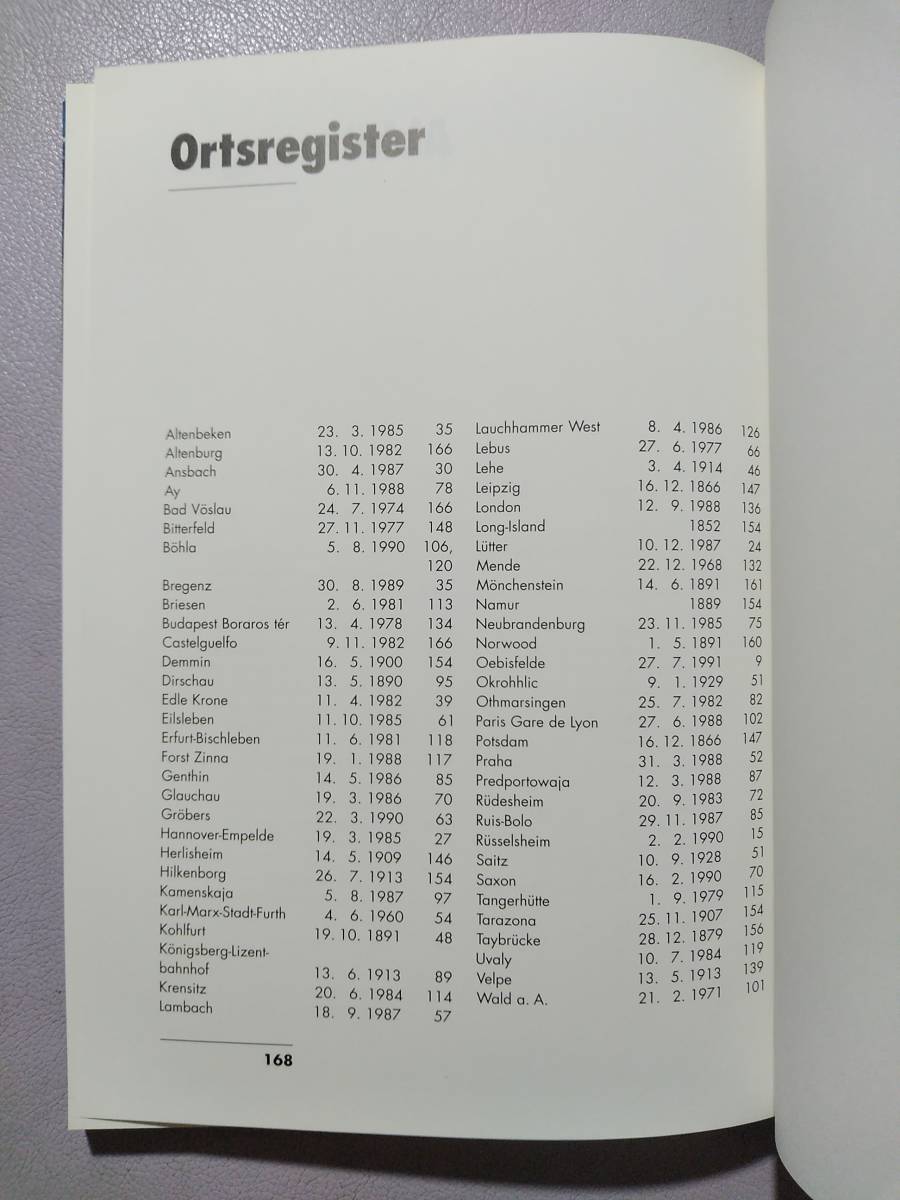 Ortsregister
Altenbeken 23. 3. 1985 35
Altenburg 13. 10. 1982 166
Ansbach 30. 4. 1987 30
Ay 6. 11. 1988 78
Bad Vöslau 24. 7. 1974 166
Bitterfeld 27. 11. 1977 148
Böhla 5. 8. 1990 106,
120
Bregenz 30. 8. 1989 35
Briesen 2. 6. 1981 113
Budapest Boraros tér 13. 4. 1978 134
Castelguelfo 9. 11. 1982 166
Demmin 16. 5. 1900 154
Dirschau 13. 5. 1890 95
Edle Krone 11. 4. 1982 39
Eilsleben 11. 10. 1985 61
Erfurt-Bischleben 11. 6. 1981 118
Forst Zinna 19. 1. 1988 117
Genthin 14. 5. 1986 85
Glauchau 19. 3. 1986 70
Gröbers 22. 3. 1990 63
Hannover-Empelde 19. 3. 1985 27
Herlisheim 14. 5. 1909 146
Hilkenborg 26. 7. 1913 154
Kamenskaja 5. 8. 1987 97
Karl-Marx-Stadt-Furth 4. 6. 1960 54
Kohlfurt 19. 10. 1891 48
Königsberg-Lizent-
bahnhof 13. 6. 1913 89
Krensitz 20. 6. 1984 114
Lambach 18. 9. 1987 57
Lauchhammer West 8. 4. 1986 126
Lebus 27. 6. 1977 66
Lehe 3. 4. 1914 46
Leipzig 16. 12. 1866 147
London 12. 9. 1988 136
Long-Island 1852 154
Lütter 10. 12. 1987 24
Mende 22. 12. 1968 132
Mönchenstein 14. 6. 1891 161
Namur 1889 154
Neubrandenburg 23. 11. 1985 75
Norwood 1. 5. 1891 160
Oebisfelde 27. 7. 1991 9
Okrohhlic 9. 1. 1929 51
Othmarsingen 25. 7. 1982 82
Paris Gare de Lyon 27. 6. 1988 102
Potsdam 16. 12. 1866 147
Praha 31. 3. 1988 52
Predportowaja 12. 3. 1988 87
Rüdesheim 20. 9. 1983 72
Ruis-Bolo 29. 11. 1987 85
Rüsselsheim 2. 2. 1990 15
Saitz 10. 9. 1928 51
Saxon 16. 2. 1990 70
Tangerhütte 1. 9. 1979 115
Tarazona 25. 11. 1907 154
Taybrücke 28. 12. 1879 156
Uvaly 10. 7. 1984 119
Velpe 13. 5. 1913 139
Wald a. A. 21. 2. 1971 101
168